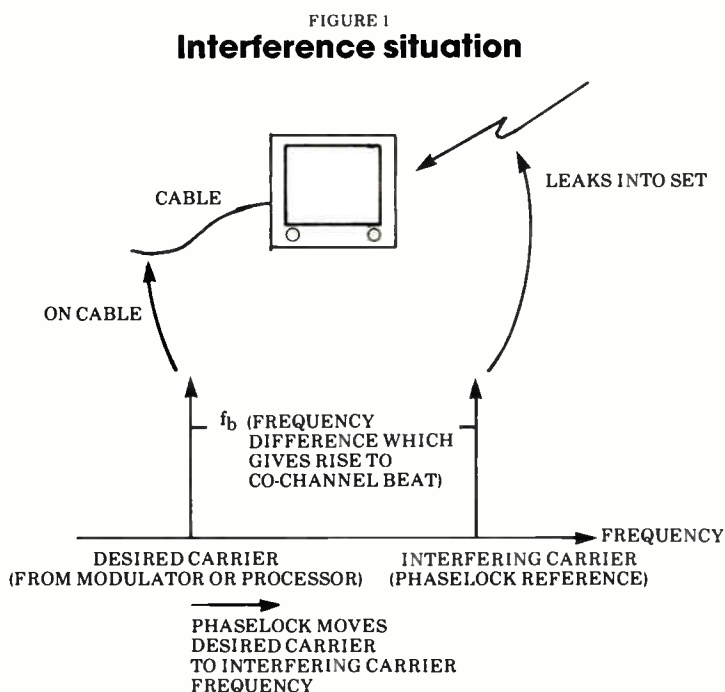 FIGURE 1
Interference situation
LEAKS INTO SET
CABLE
ON CABLE
fb (FREQUENCY
DIFFERENCE WHICH
GIVES RISE TO
CO-CHANNEL BEAT)
FREQUENCY
DESIRED CARRIER
(FROM MODULATOR OR PROCESSOR)
INTERFERING CARRIER
(PHASELOCK REFERENCE)
PHASELOCK MOVES
DESIRED CARRIER
TO INTERFERING CARRIER
FREQUENCY